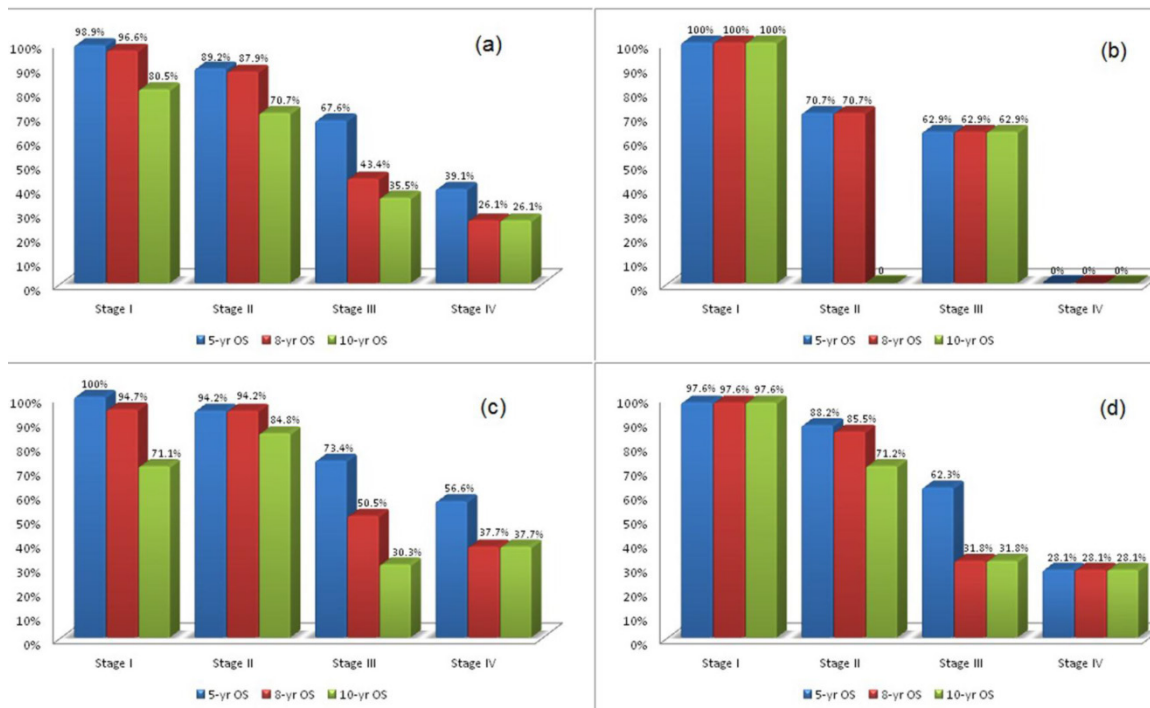 98.9% 96.6% 80.5% 89.2% 87.9% 70.7% 67.6% 43.4% 35.5% 39.1% 26.1% 26.1%
(a)
100%
90%
80%
70%
60%
50%
40%
30%
20%
10%
0%
Stage I Stage II Stage III Stage IV
5-yr OS 8-yr OS 10-yr OS
100% 100% 100% 70.7% 70.7% 0 62.9% 62.9% 62.9% 0% 0% 0%
(b)
100%
90%
80%
70%
60%
50%
40%
30%
20%
10%
0%
Stage I Stage II Stage III Stage IV
5-yr OS 8-yr OS 10-yr OS
100% 94.7% 71.1% 94.2% 94.2% 84.8% 73.4% 50.5% 30.3% 56.6% 37.7% 37.7%
(c)
100%
90%
80%
70%
60%
50%
40%
30%
20%
10%
0%
Stage I Stage II Stage III Stage IV
5-yr OS 8-yr OS 10-yr OS
97.6% 97.6% 97.6% 88.2% 85.5% 71.2% 62.3% 31.8% 31.8% 28.1% 28.1% 28.1%
(d)
100%
90%
80%
70%
60%
50%
40%
30%
20%
10%
0%
Stage I Stage II Stage III Stage IV
5-yr OS 8-yr OS 10-yr OS